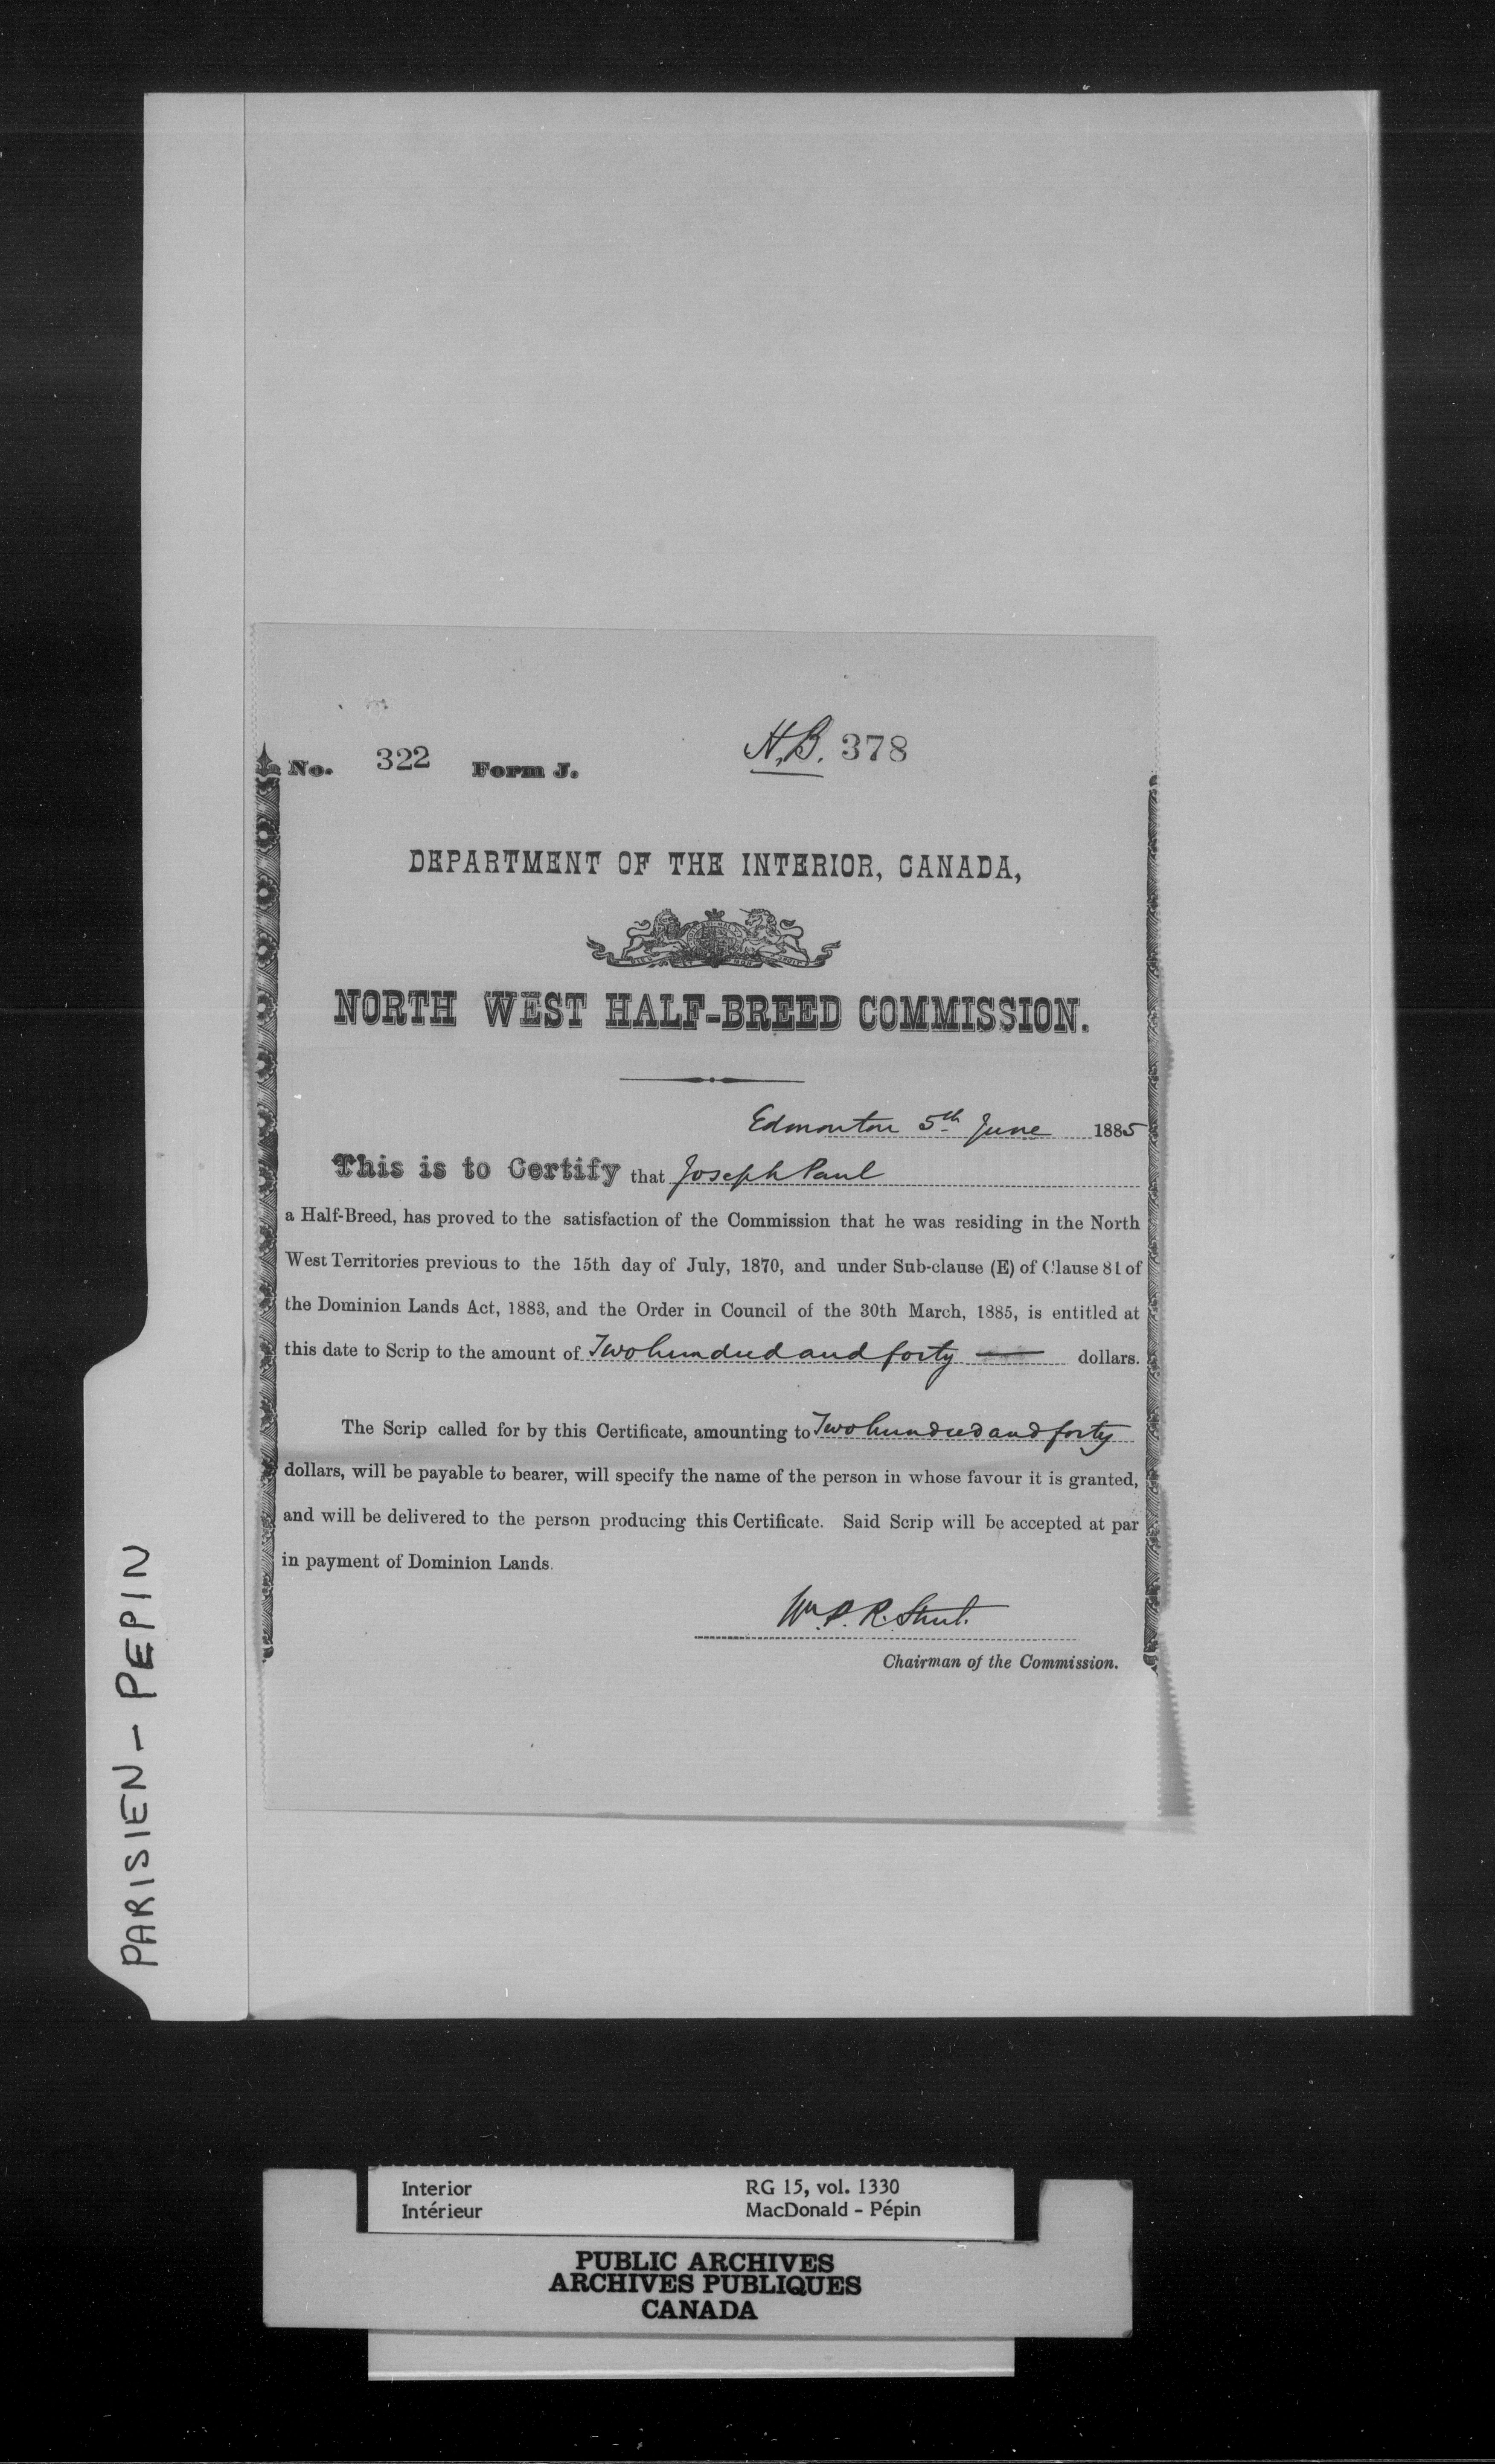 No. 322 Form J. H.B. 378
DEPARTMENT OF THE INTERIOR, CANADA,
NORTH WEST HALF-BREED COMMISSION.
Edmonton 5th June 1885
This is to Certify that Joseph Paul
a Half-Breed, has proved to the satisfaction of the Commission that he was residing in the North
West Territories previous to the 15th day of July, 1870, and under Sub-clause (E) of Clause 81 of
the Dominion Lands Act, 1883, and the Order in Council of the 30th March, 1885, is entitled at
this date to Scrip to the amount of Two hundred and forty — dollars.
The Scrip called for by this Certificate, amounting to Two hundred and forty
dollars, will be payable to bearer, will specify the name of the person in whose favour it is granted,
and will be delivered to the person producing this Certificate. Said Scrip will be accepted at par
in payment of Dominion Lands.
Wm. P. R. Street.
Chairman of the Commission.
PARISIEN - PEPIN
Interior RG 15, vol. 1330
Intérieur MacDonald - Pépin
PUBLIC ARCHIVES
ARCHIVES PUBLIQUES
CANADA